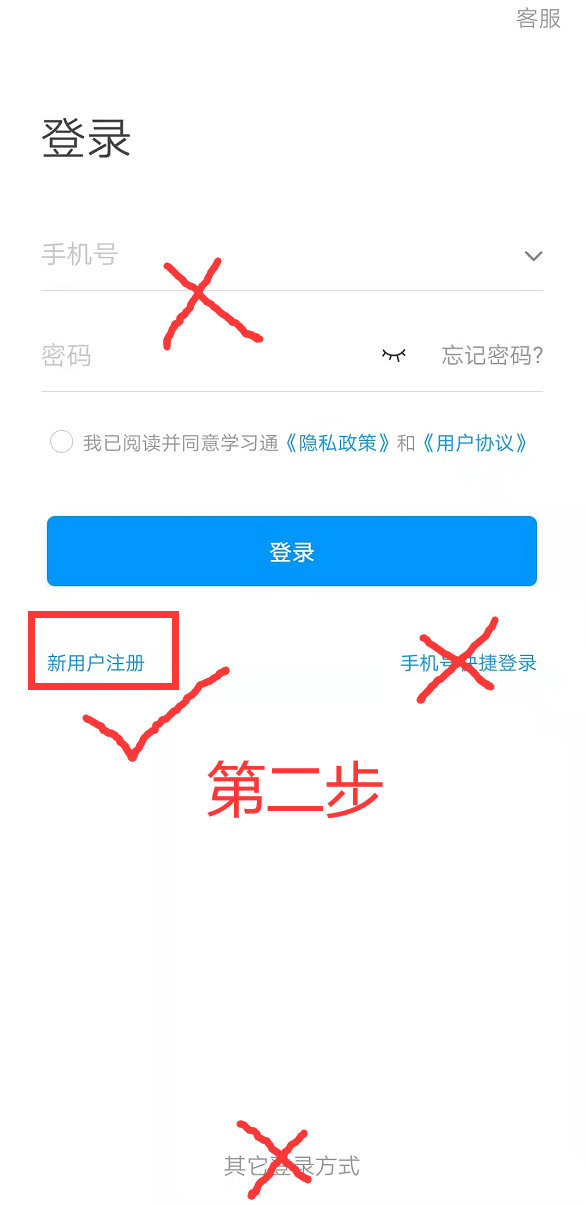 客服
登录
手机号
密码 忘记密码?
我已阅读并同意学习通《隐私政策》和《用户协议》
登录
新用户注册 手机号快捷登录
第二步
其它登录方式